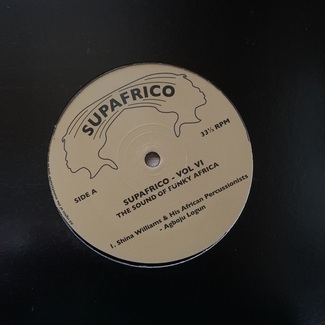 SUPAFRICO
SIDE A
33⅓ RPM
SUPAFRICO - VOL VI
THE SOUND OF FUNKY AFRICA
1. Shina Williams & His African Percussionists
- Agboju Logun